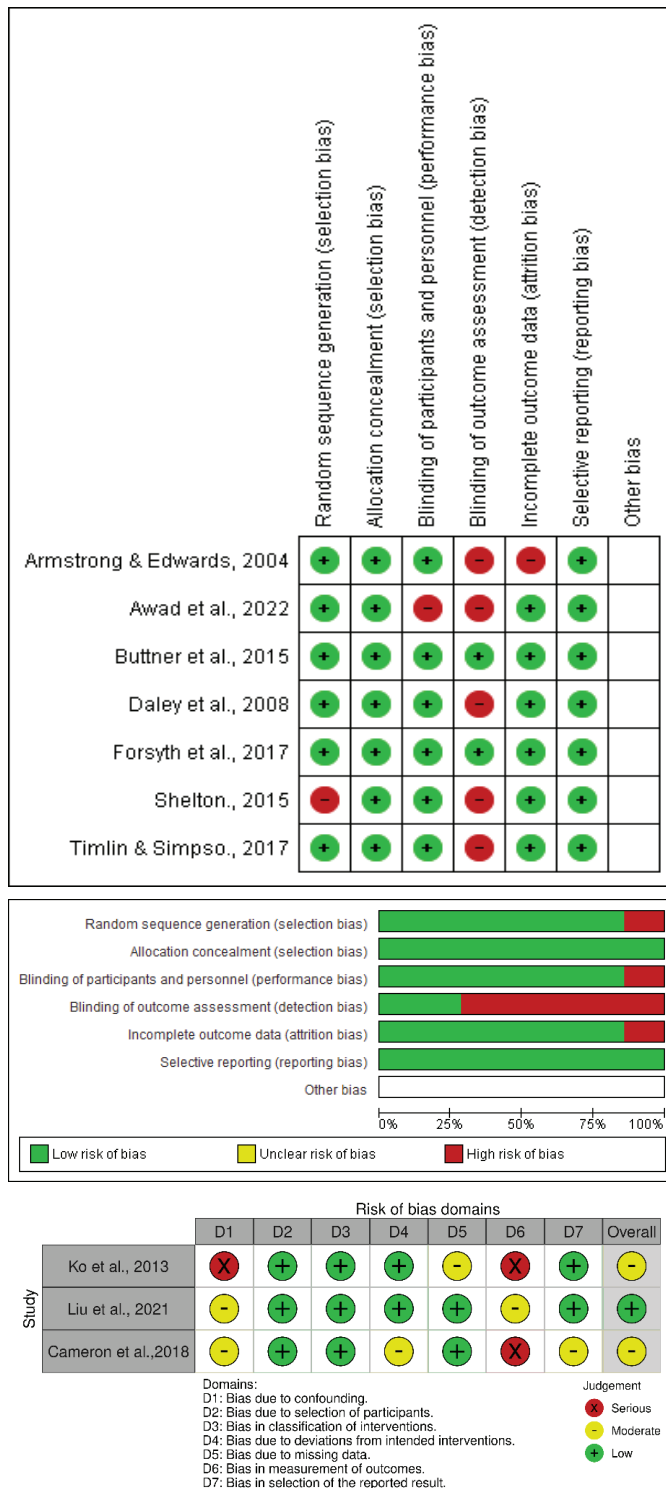 Random sequence generation (selection bias)
Allocation concealment (selection bias)
Blinding of participants and personnel (performance bias)
Blinding of outcome assessment (detection bias)
Incomplete outcome data (attrition bias)
Selective reporting (reporting bias)
Other bias
Armstrong & Edwards, 2004 + + + - - +
Awad et al., 2022 + + - - + +
Buttner et al., 2015 + + + + + +
Daley et al., 2008 + + + - + +
Forsyth et al., 2017 + + + + + +
Shelton., 2015 - + + - + +
Timlin & Simpso., 2017 + + + - + +
Random sequence generation (selection bias)
Allocation concealment (selection bias)
Blinding of participants and personnel (performance bias)
Blinding of outcome assessment (detection bias)
Incomplete outcome data (attrition bias)
Selective reporting (reporting bias)
Other bias
0% 25% 50% 75% 100%
Low risk of bias Unclear risk of bias High risk of bias
Risk of bias domains
D1 D2 D3 D4 D5 D6 D7 Overall
Study
Ko et al., 2013 X + + + - X + -
Liu et al., 2021 - + + + + - + +
Cameron et al.,2018 - + + - + X - -
Domains:
D1: Bias due to confounding.
D2: Bias due to selection of participants.
D3: Bias in classification of interventions.
D4: Bias due to deviations from intended interventions.
D5: Bias due to missing data.
D6: Bias in measurement of outcomes.
D7: Bias in selection of the reported result.
Judgement
X Serious
- Moderate
+ Low